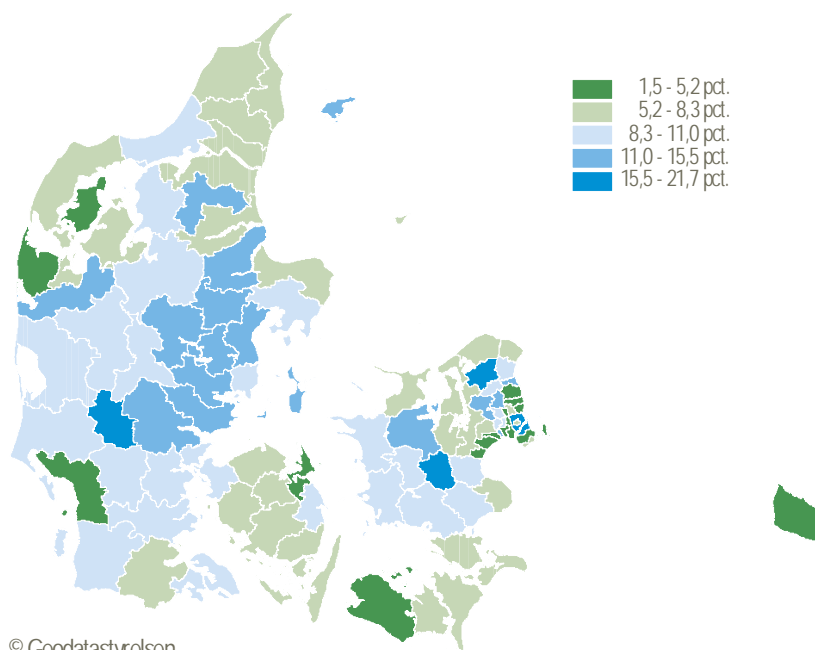 1,5 - 5,2 pct.
5,2 - 8,3 pct.
8,3 - 11,0 pct.
11,0 - 15,5 pct.
15,5 - 21,7 pct.
© Geodatastyrelsen